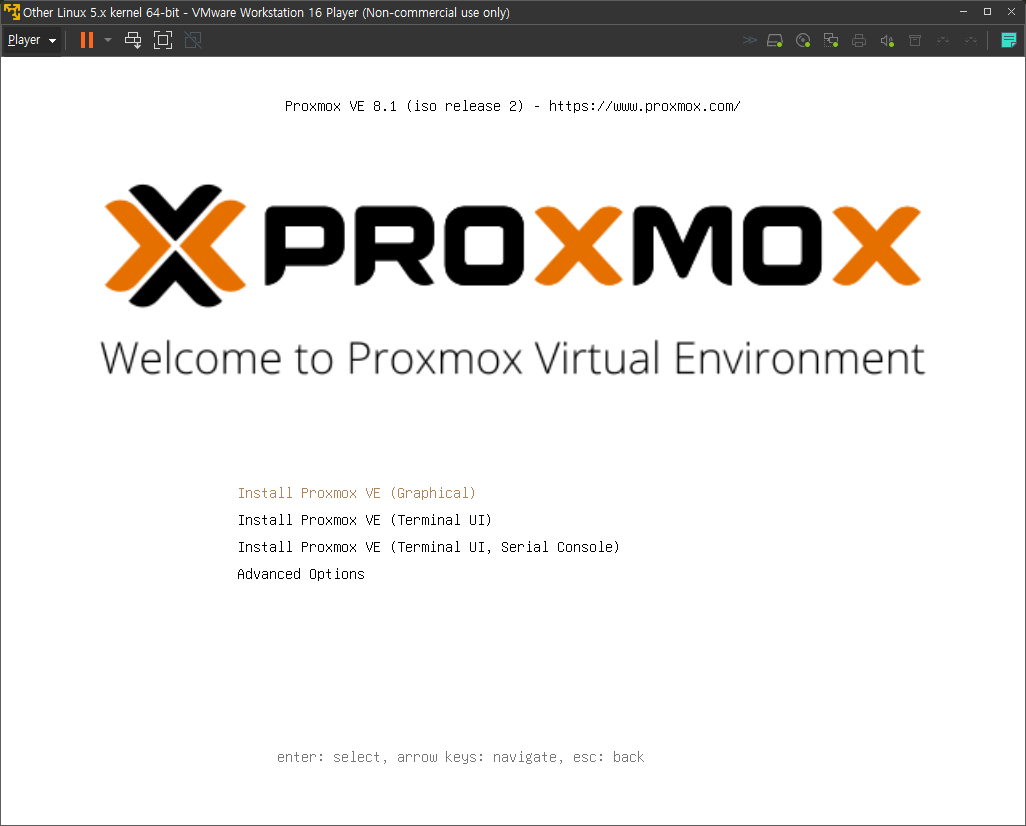 Other Linux 5.x kernel 64-bit - VMware Workstation 16 Player (Non-commercial use only)
Player
Proxmox VE 8.1 (iso release 2) - https://www.proxmox.com/
PROXMOX
Welcome to Proxmox Virtual Environment
Install Proxmox VE (Graphical)
Install Proxmox VE (Terminal UI)
Install Proxmox VE (Terminal UI, Serial Console)
Advanced Options
enter: select, arrow keys: navigate, esc: back